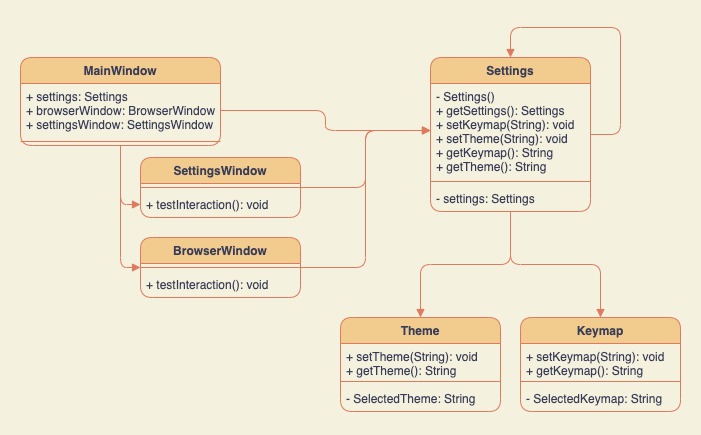 MainWindow
+ settings: Settings
+ browserWindow: BrowserWindow
+ settingsWindow: SettingsWindow
SettingsWindow
+ testInteraction(): void
BrowserWindow
+ testInteraction(): void
Settings
- Settings()
+ getSettings(): Settings
+ setKeymap(String): void
+ setTheme(String): void
+ getKeymap(): String
+ getTheme(): String
- settings: Settings
Theme
+ setTheme(String): void
+ getTheme(): String
- SelectedTheme: String
Keymap
+ setKeymap(String): void
+ getKeymap(): String
- SelectedKeymap: String